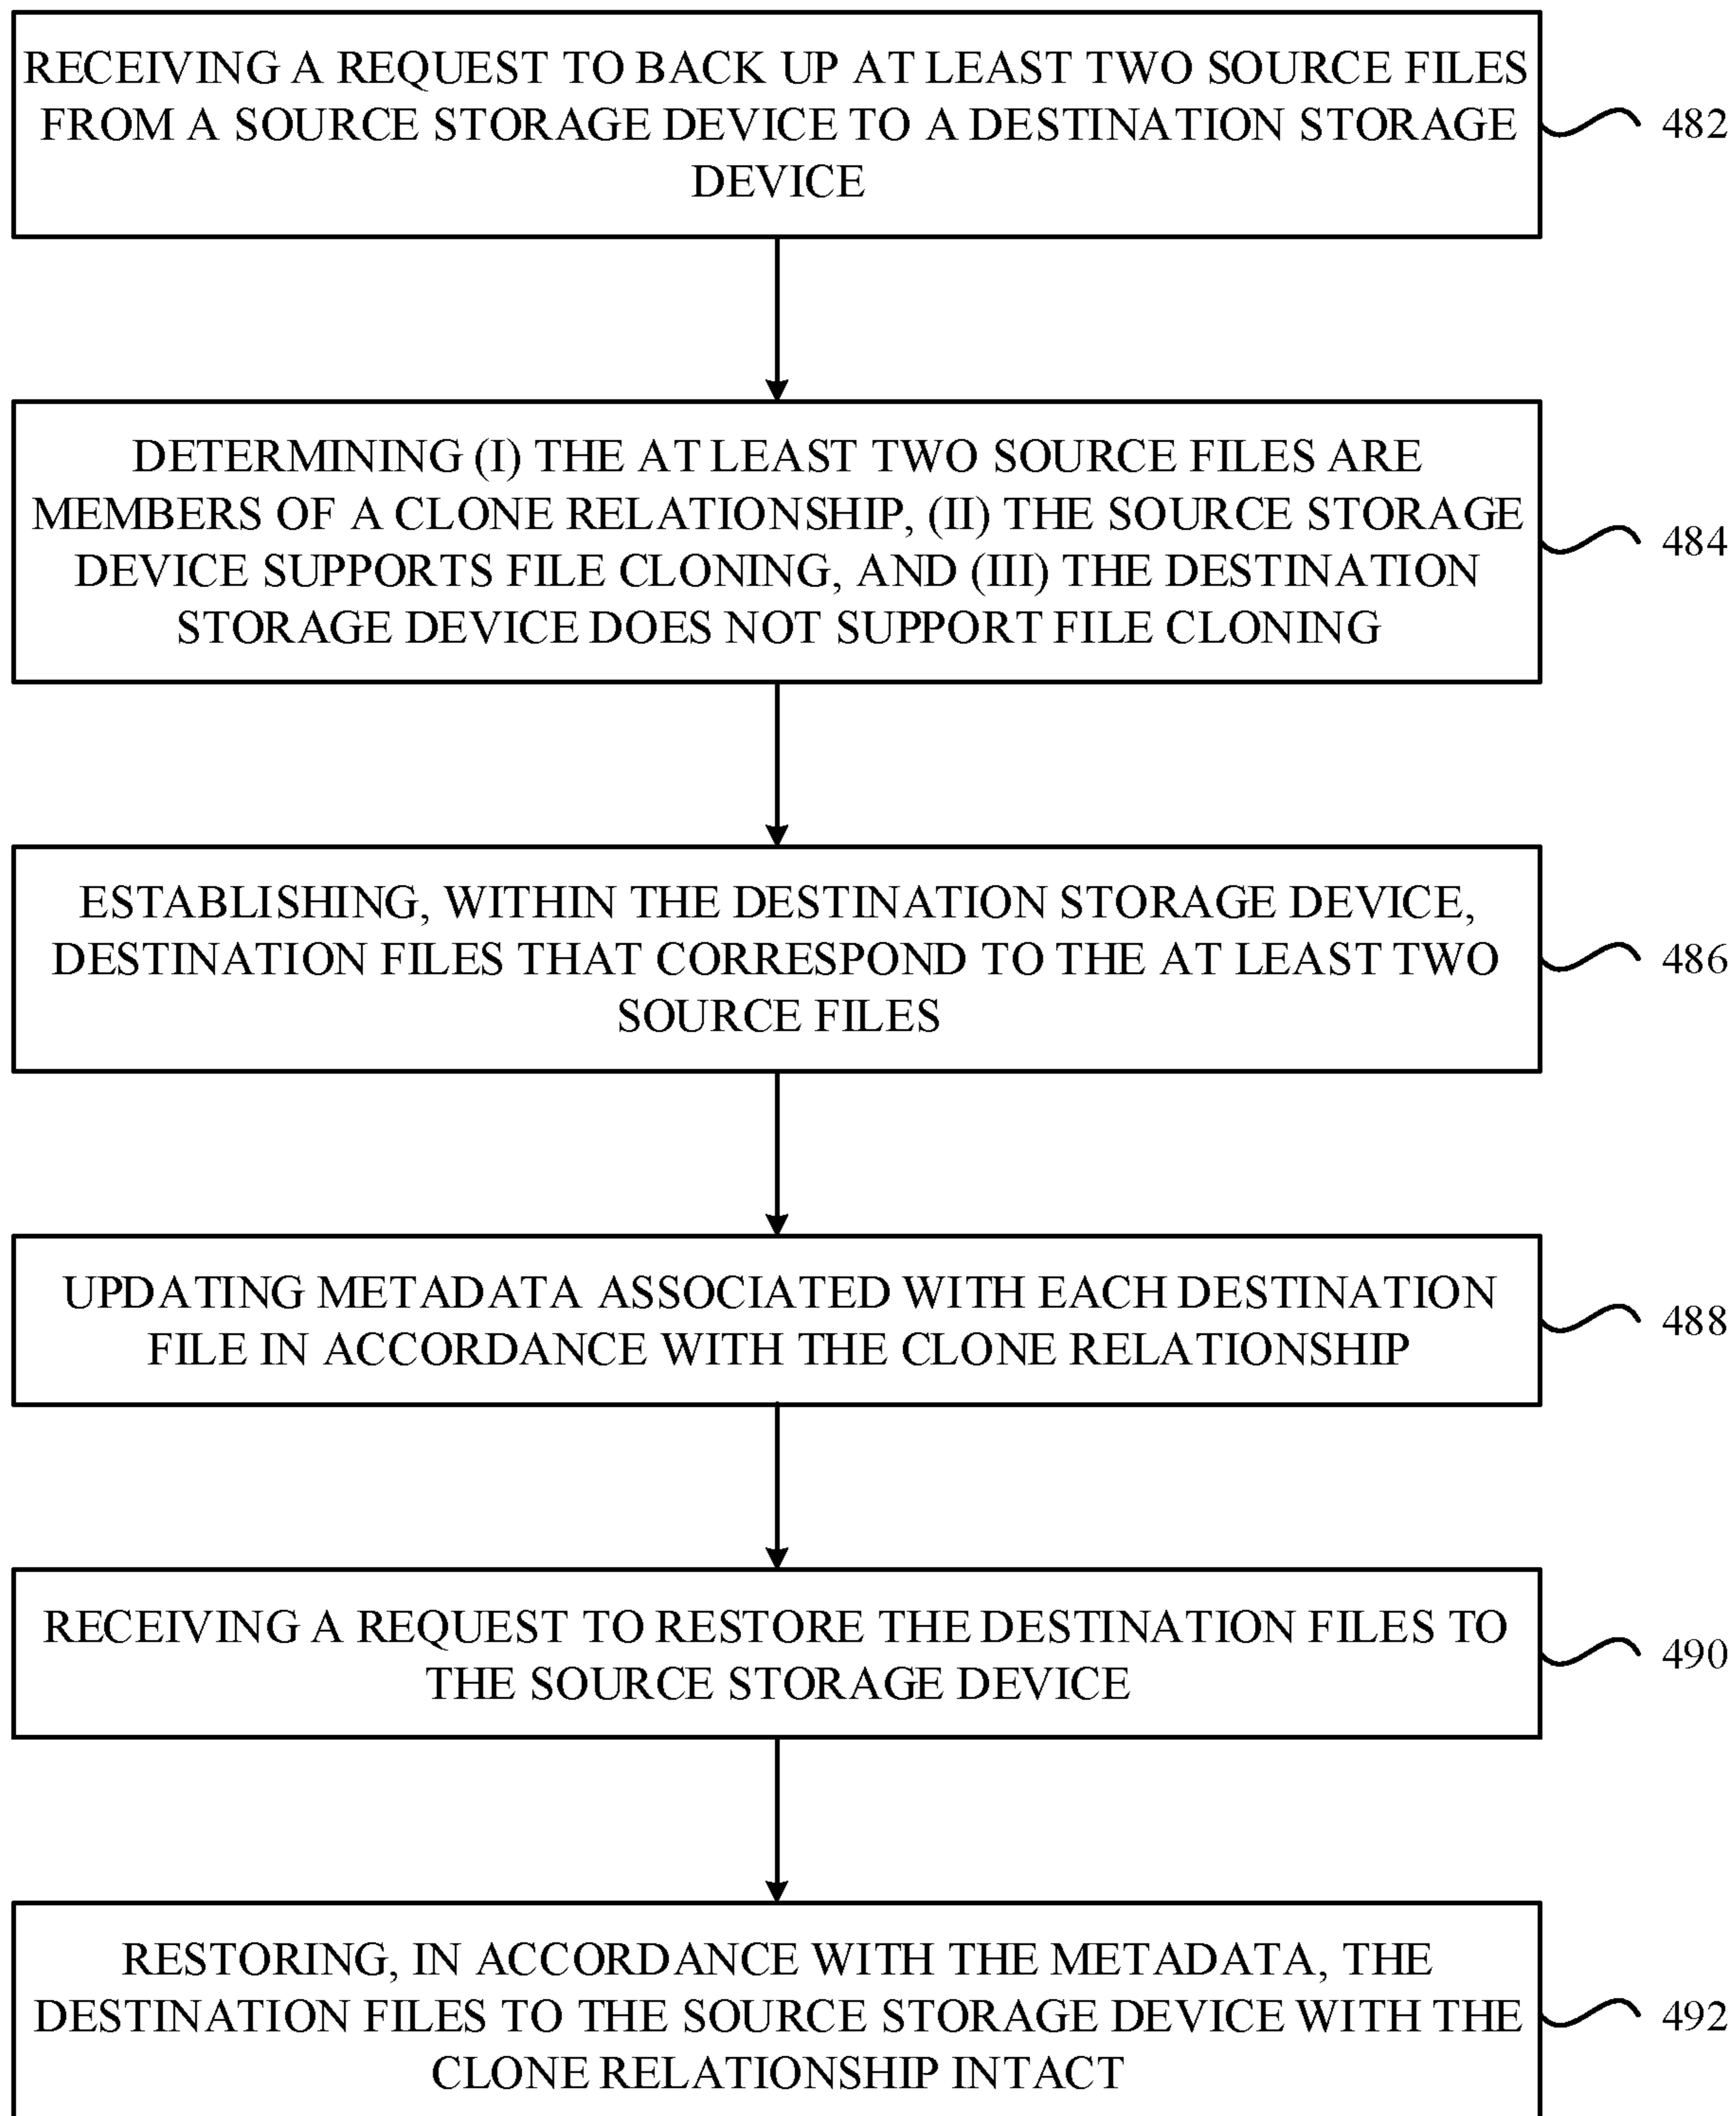 RECEIVING A REQUEST TO BACK UP AT LEAST TWO SOURCE FILES
FROM A SOURCE STORAGE DEVICE TO A DESTINATION STORAGE
DEVICE
482
DETERMINING (I) THE AT LEAST TWO SOURCE FILES ARE
MEMBERS OF A CLONE RELATIONSHIP, (II) THE SOURCE STORAGE
DEVICE SUPPORTS FILE CLONING, AND (III) THE DESTINATION
STORAGE DEVICE DOES NOT SUPPORT FILE CLONING
484
ESTABLISHING, WITHIN THE DESTINATION STORAGE DEVICE,
DESTINATION FILES THAT CORRESPOND TO THE AT LEAST TWO
SOURCE FILES
486
UPDATING METADATA ASSOCIATED WITH EACH DESTINATION
FILE IN ACCORDANCE WITH THE CLONE RELATIONSHIP
488
RECEIVING A REQUEST TO RESTORE THE DESTINATION FILES TO
THE SOURCE STORAGE DEVICE
490
RESTORING, IN ACCORDANCE WITH THE METADATA, THE
DESTINATION FILES TO THE SOURCE STORAGE DEVICE WITH THE
CLONE RELATIONSHIP INTACT
492